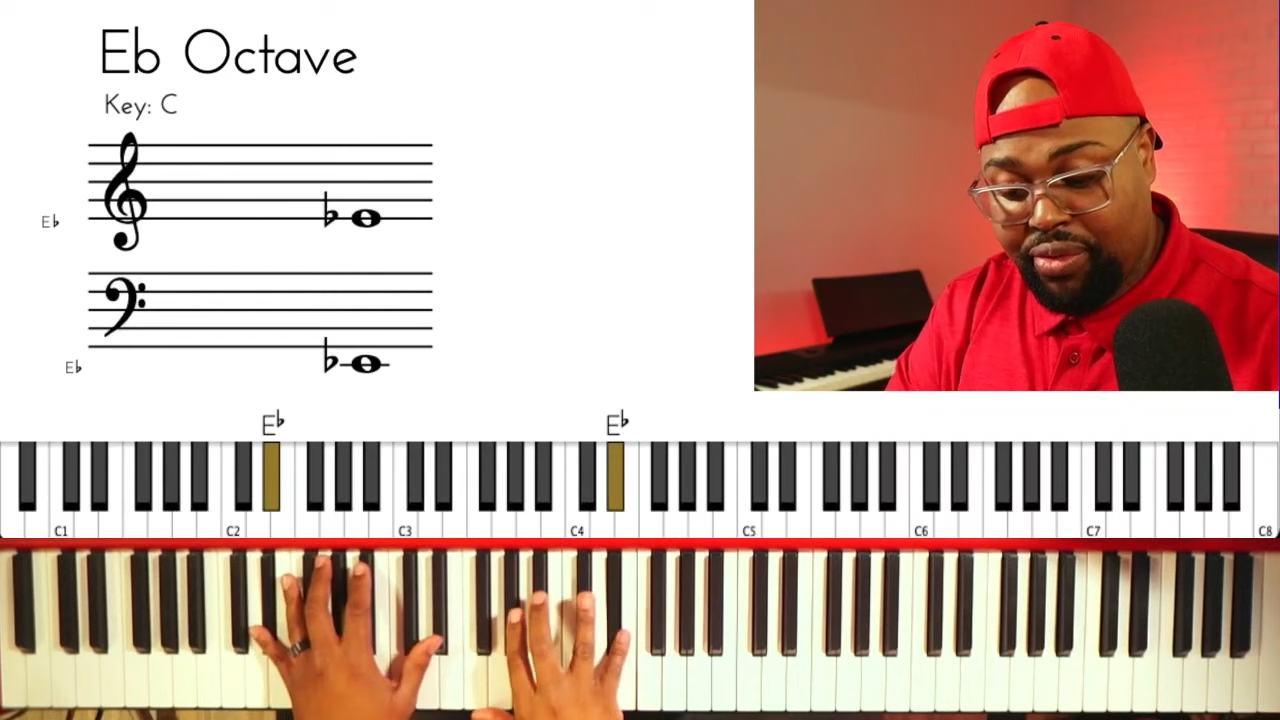 Eb Octave
Key: C
E♭
E♭
E♭ E♭
C1 C2 C3 C4 C5 C6 C7 C8